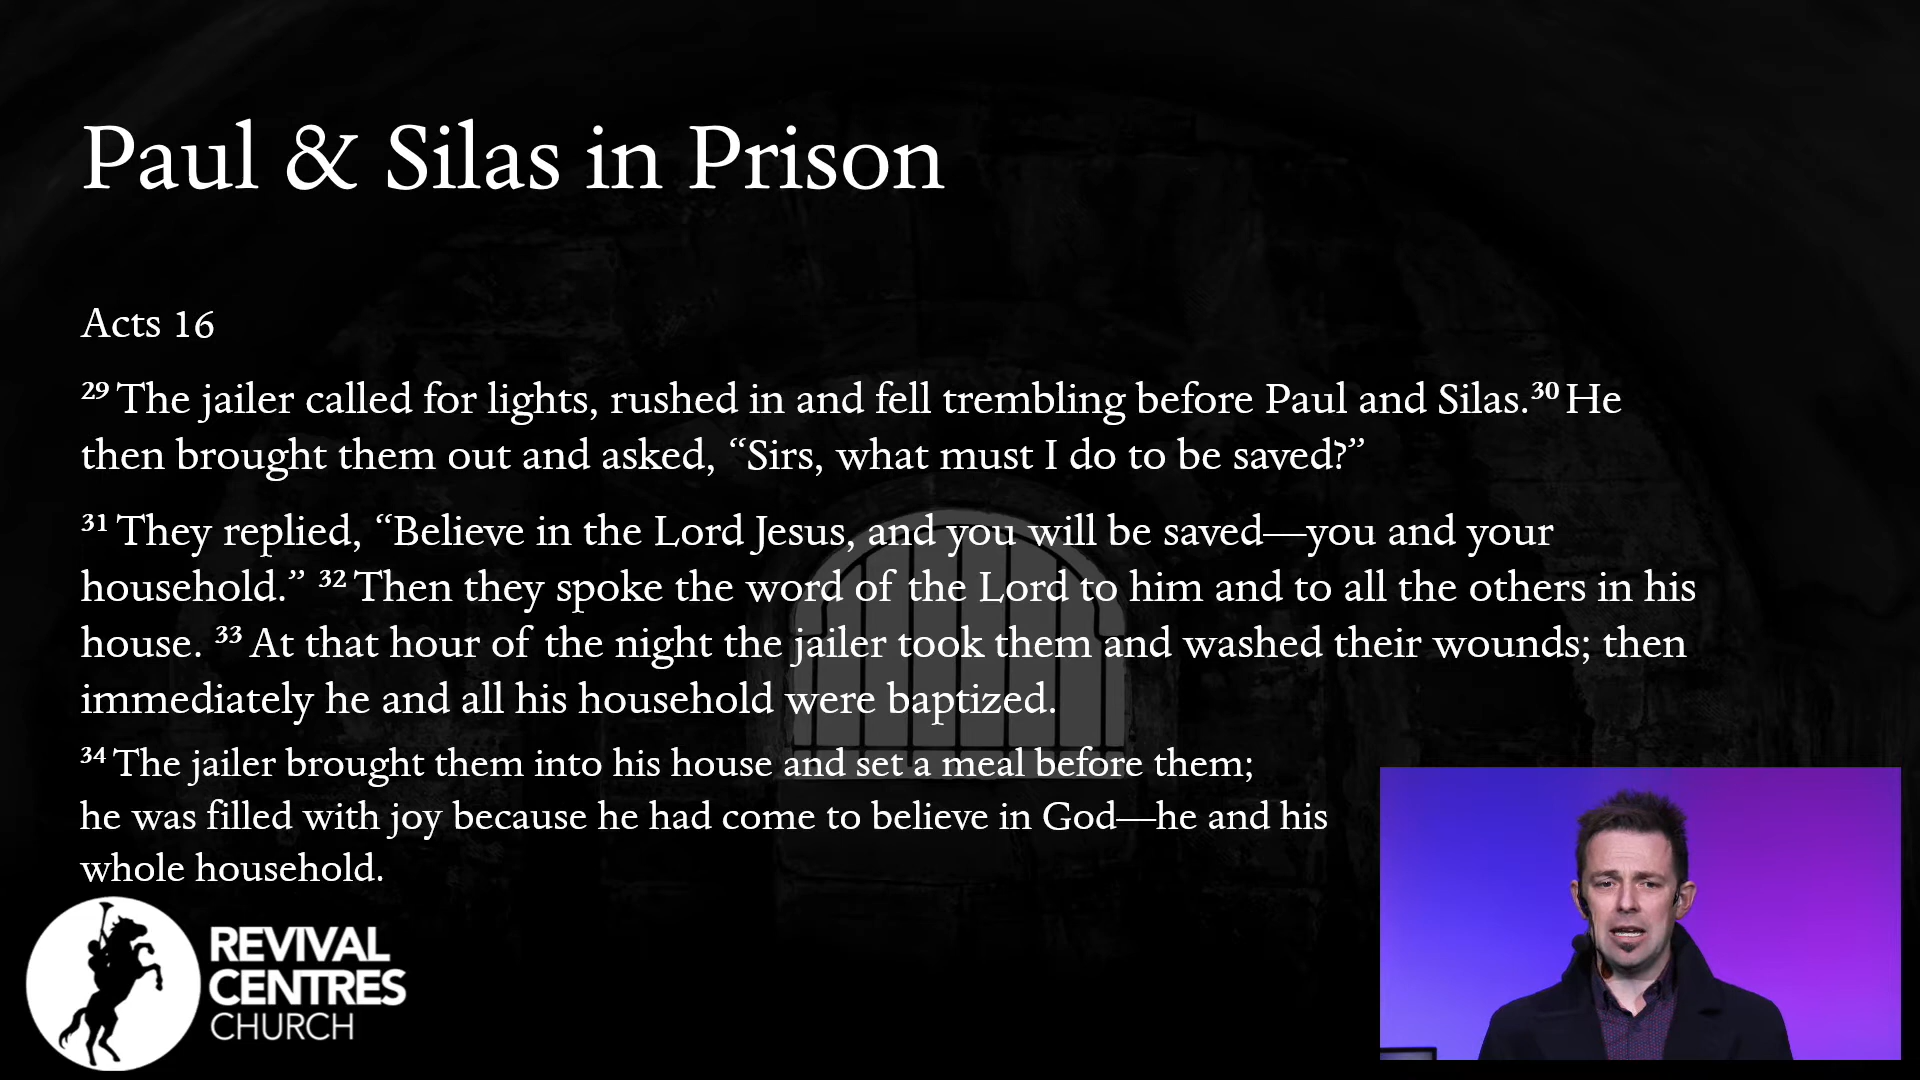 Paul & Silas in Prison
Acts 16
29 The jailer called for lights, rushed in and fell trembling before Paul and Silas.30 He
then brought them out and asked, “Sirs, what must I do to be saved?”
31 They replied, “Believe in the Lord Jesus, and you will be saved—you and your
household.” 32 Then they spoke the word of the Lord to him and to all the others in his
house. 33 At that hour of the night the jailer took them and washed their wounds; then
immediately he and all his household were baptized.
34 The jailer brought them into his house and set a meal before them;
he was filled with joy because he had come to believe in God—he and his
whole household.
REVIVAL
CENTRES
CHURCH